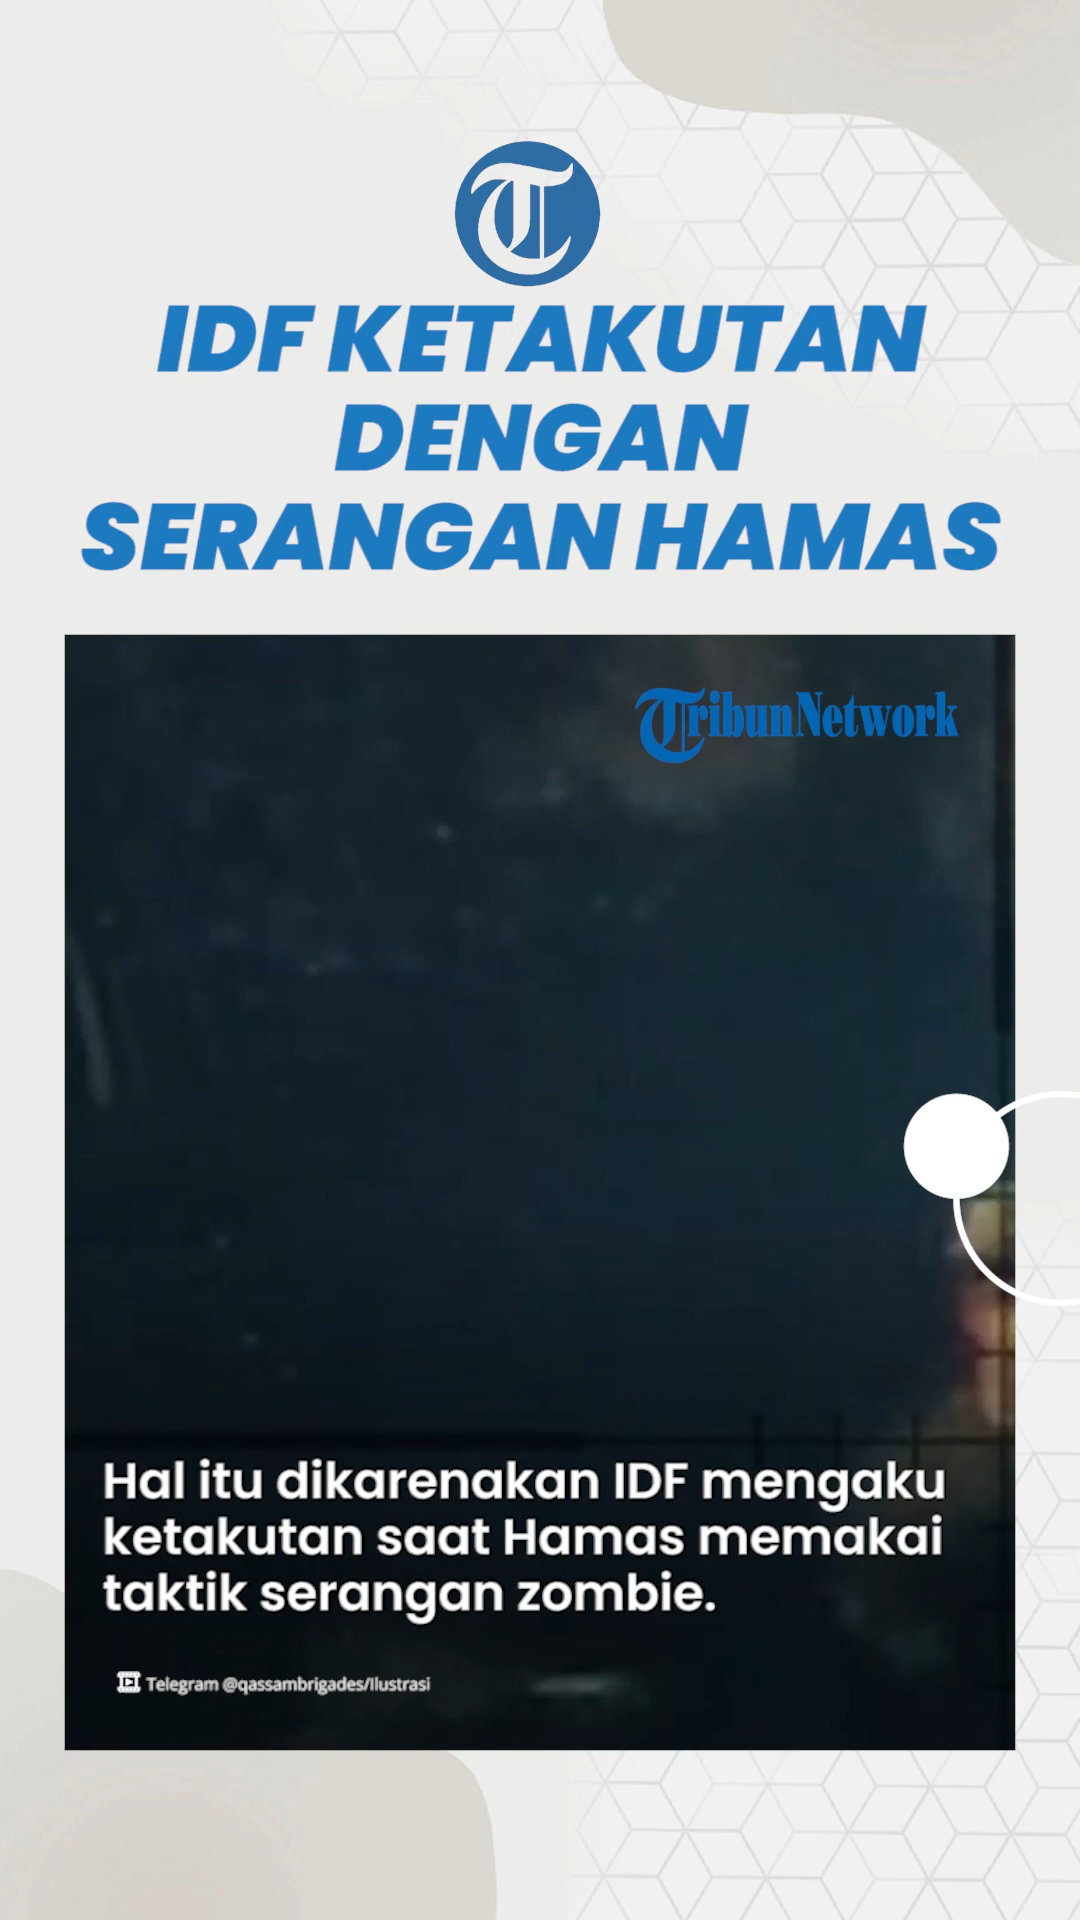 IDF KETAKUTAN
DENGAN
SERANGAN HAMAS
TribunNetwork
Hal itu dikarenakan IDF mengaku
ketakutan saat Hamas memakai
taktik serangan zombie.
Telegram @qassambrigades/Ilustrasi